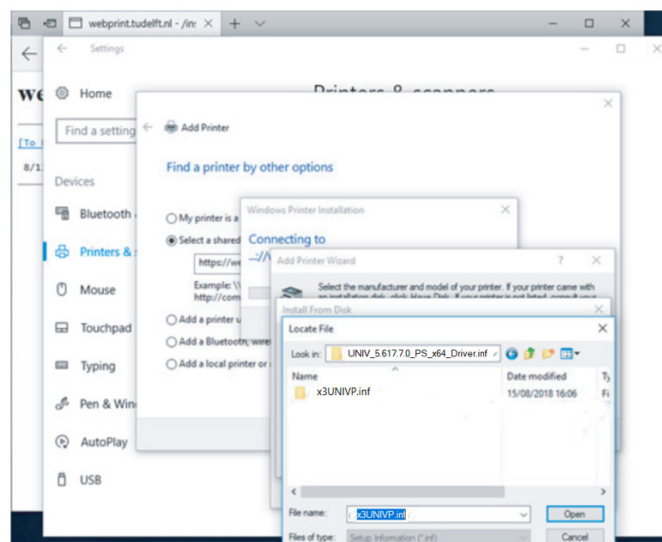 webprint.tudelft.nl - /in:
Settings
we
Home
Printers & scanners
Find a setting
Add Printer
[To
8/1
Find a printer by other options
Devices
Bluetooth
My printer is a
Windows Printer Installation
Printers &
Select a shared
Connecting to
https://we
..://
Add Printer Wizard
Mouse
Example: \\
http://com
Select the manufacturer and model of your printer. If your printer came with
an installation disk, click Have Disk. If your printer is not listed, consult your
Install From Disk
Touchpad
Add a printer u
Locate File
Add a Bluetooth, wire
Look in: UNIV_5.617.7.0_PS_x64_Driver.inf
Typing
Add a local printer or
Name Date modified Ty
x3UNIVP.inf 15/08/2018 16:06 Fi
Pen & Win
AutoPlay
USB
File name: x3UNIVP.inf Open
Files of type: Setup Information (*.inf) Cancel